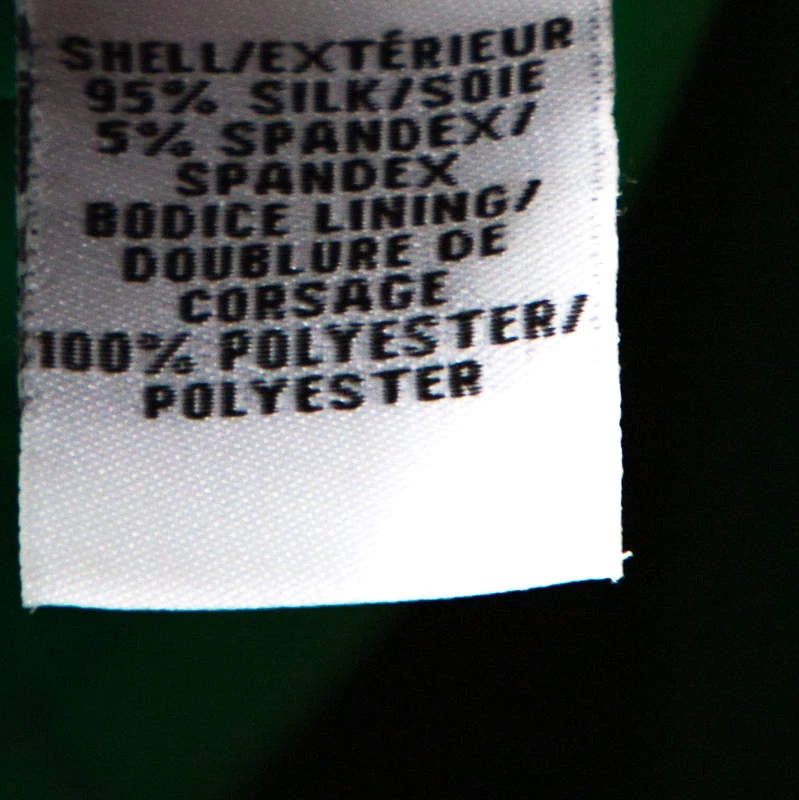 SHELL/EXTÉRIEUR
95% SILK/SOIE
5% SPANDEX/
SPANDEX
BODICE LINING/
DOUBLURE DE
CORSAGE
100% POLYESTER/
POLYESTER